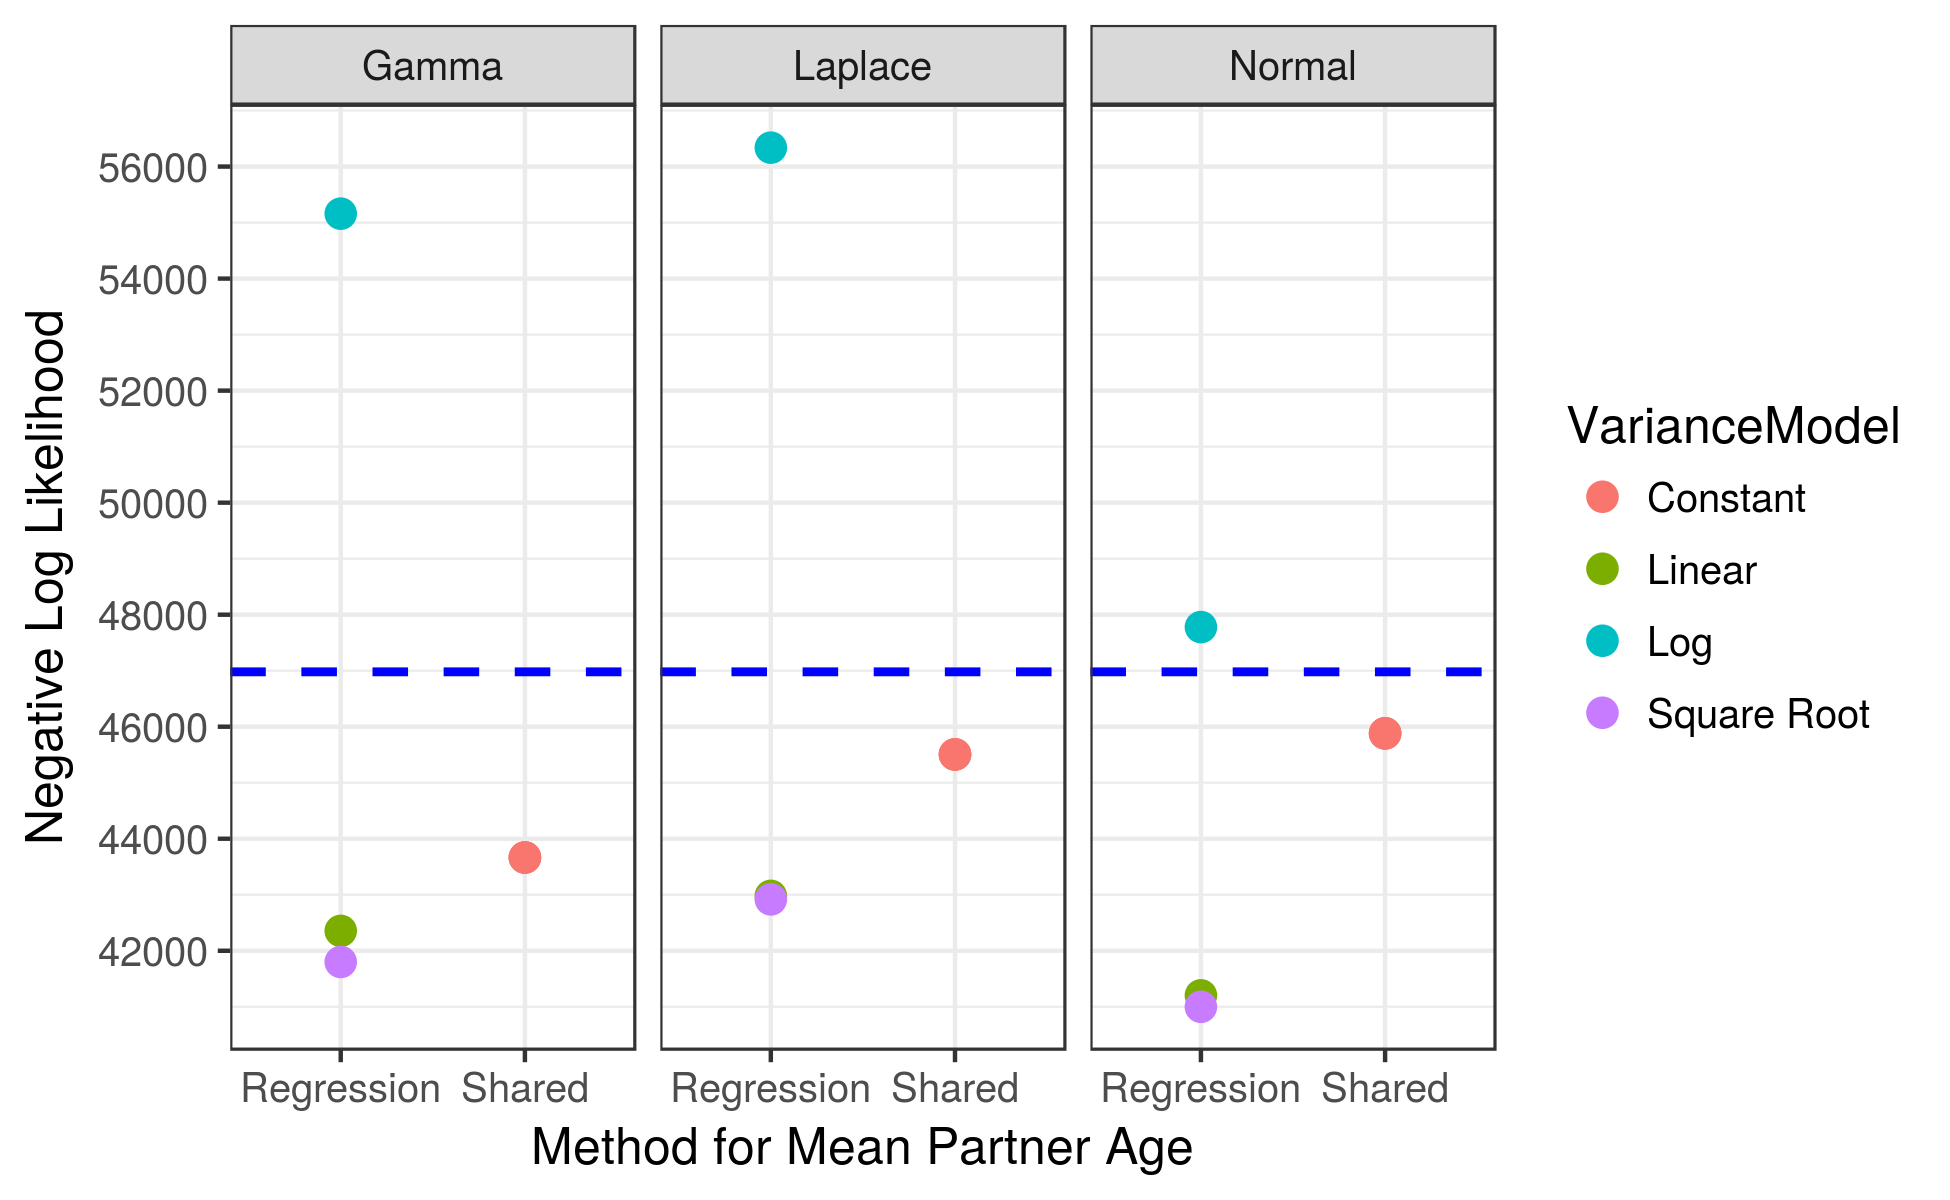 Gamma Laplace Normal
56000
54000
52000
50000
48000
46000
44000
42000
Negative Log Likelihood
Regression Shared Regression Shared Regression Shared
Method for Mean Partner Age
VarianceModel
Constant
Linear
Log
Square Root